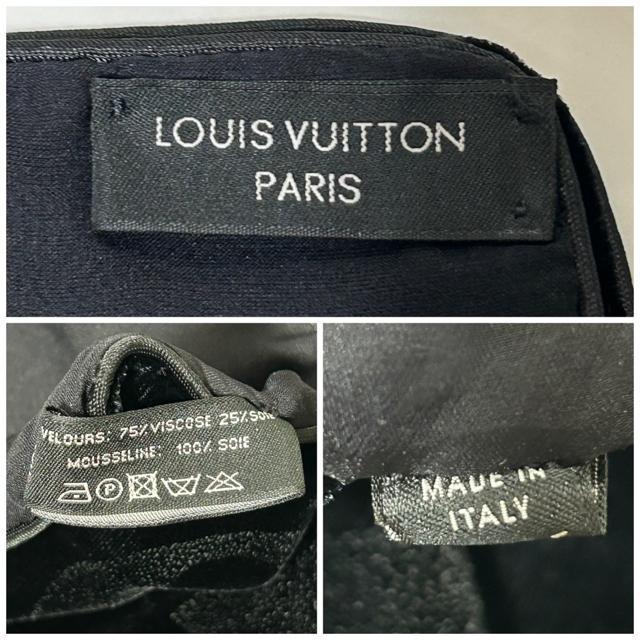 LOUIS VUITTON
PARIS
VELOURS: 75% VISCOSE 25% SOIE
MOUSSELINE: 100% SOIE
P
MADE IN
ITALY